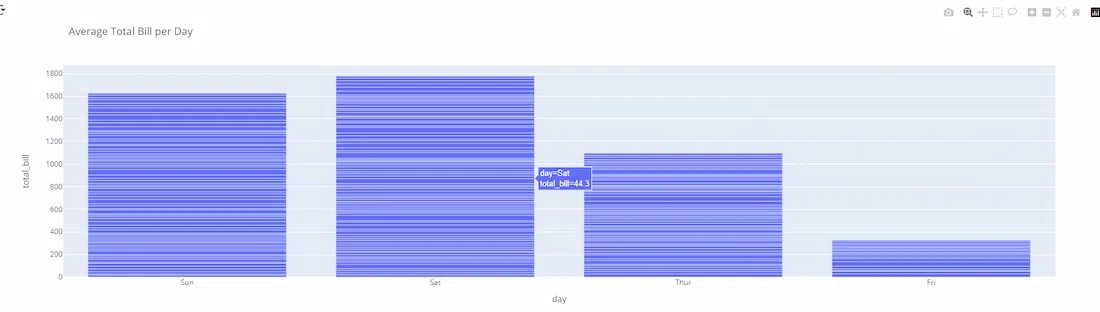 Average Total Bill per Day
1800
1600
1400
1200
1000
800
600
400
200
0
total_bill
day=Sat
total_bill=44.3
Sun Sat Thur Fri
day